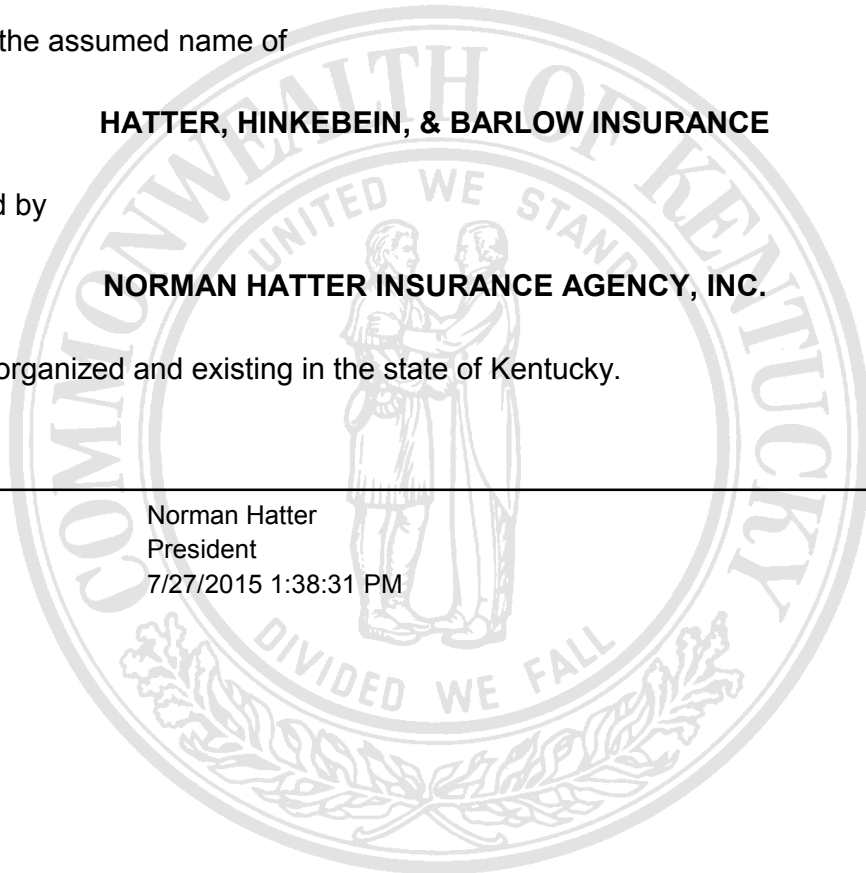 the assumed name of
HATTER, HINKEBEIN, & BARLOW INSURANCE
d by
NORMAN HATTER INSURANCE AGENCY, INC.
organized and existing in the state of Kentucky.
Norman Hatter
President
7/27/2015 1:38:31 PM
COMMONWEALTH OF KENTUCKY
UNITED WE STAND
DIVIDED WE FALL